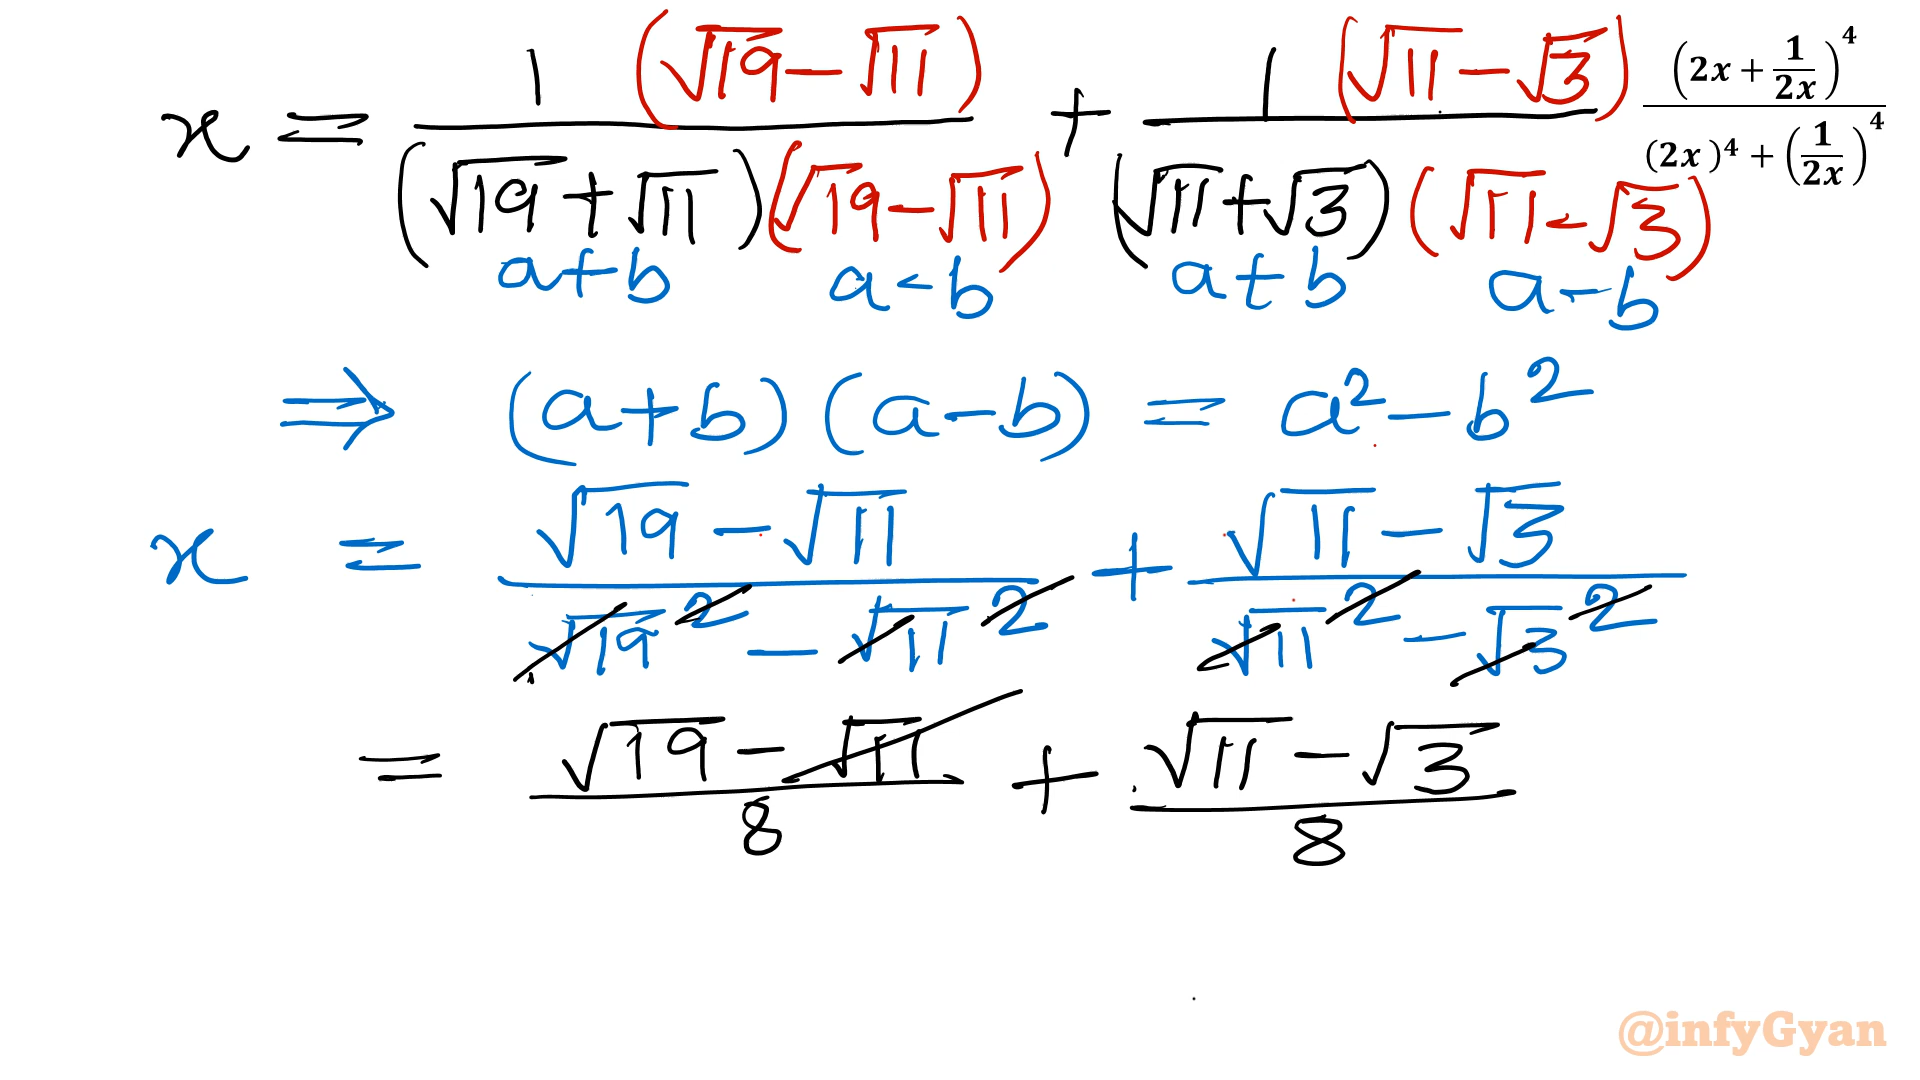 x = 1 (√19 − √11) / (√19 + √11) (√19 − √11) + 1 (√11 − √3) / (√11 + √3) (√11 − √3)
(2x + 1/2x)^4 / (2x)^4 + (1/2x)^4
a+b a-b a+b a-b
⇒ (a+b) (a-b) = a² − b²
x = √19 − √11 / √19² − √11² + √11 − √3 / √11² − √3²
= √19 − √11 / 8 + √11 − √3 / 8
@infyGyan